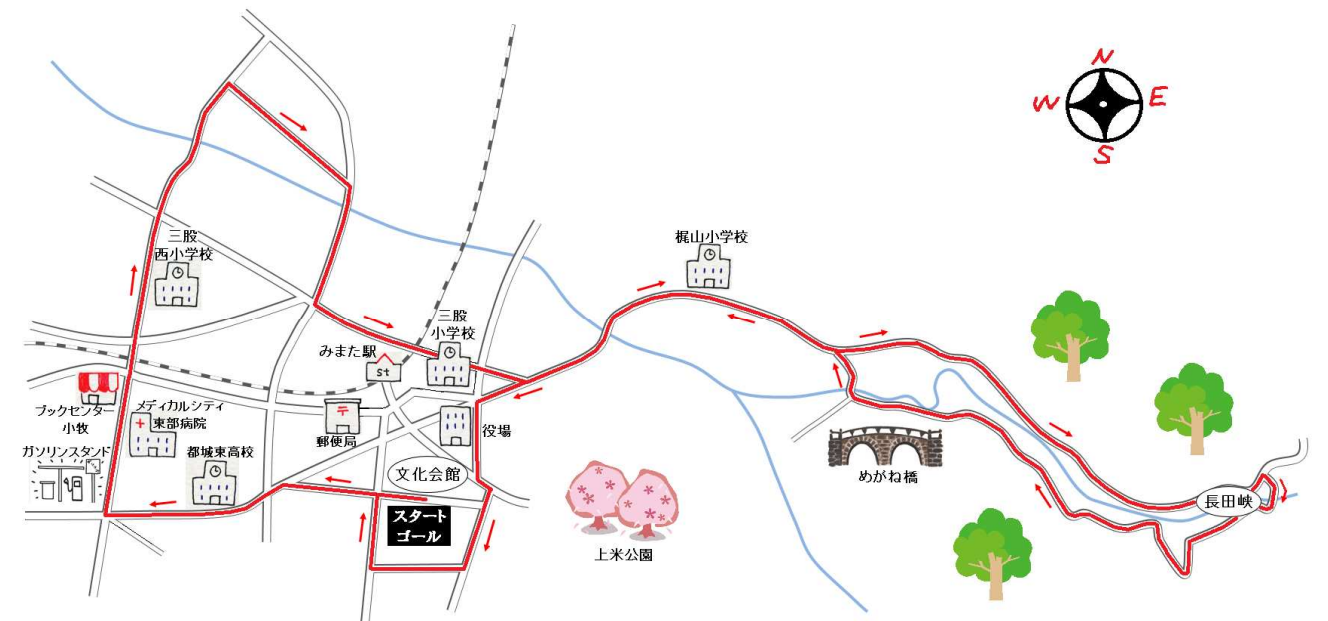 N
W
E
S
三股
西小学校
梶山小学校
三股
小学校
みまた駅
St
ブックセンター
小牧
メディカルシティ
東部病院
〒
郵便局
役場
ガソリンスタンド
都城東高校
文化会館
めがね橋
長田峡
スタート
ゴール
上米公園